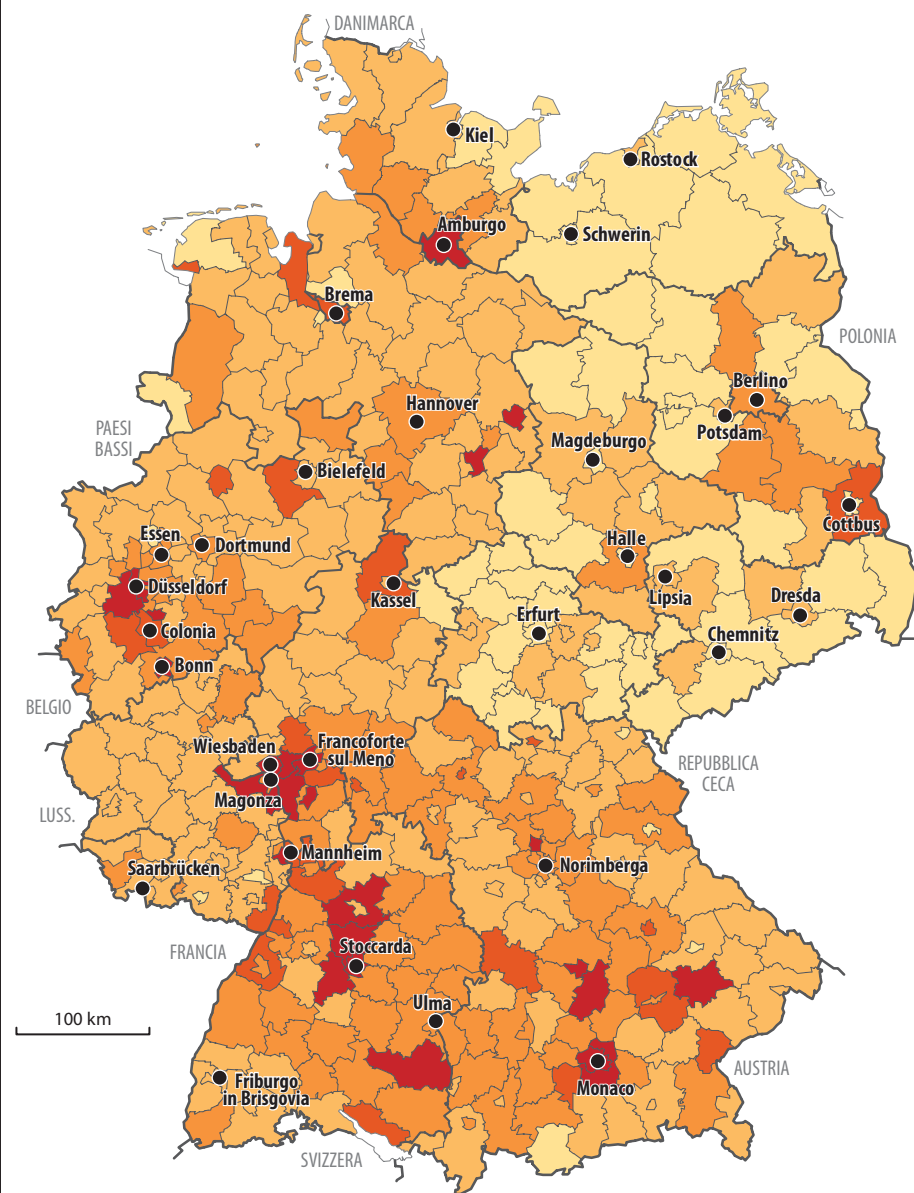 DANIMARCA
Kiel
Rostock
Amburgo
Schwerin
Brema
POLONIA
Berlino
Hannover
PAESI
BASSI
Potsdam
Magdeburgo
Bielefeld
Cottbus
Essen
Dortmund
Halle
Düsseldorf
Kassel
Lipsia
Dresda
Erfurt
Colonia
Chemnitz
Bonn
BELGIO
Wiesbaden
Francoforte
sul Meno
REPUBBLICA
CECA
Magonza
LUSS.
Mannheim
Norimberga
Saarbrücken
FRANCIA
Stoccarda
Ulma
100 km
AUSTRIA
Monaco
Friburgo
in Brisgovia
SVIZZERA